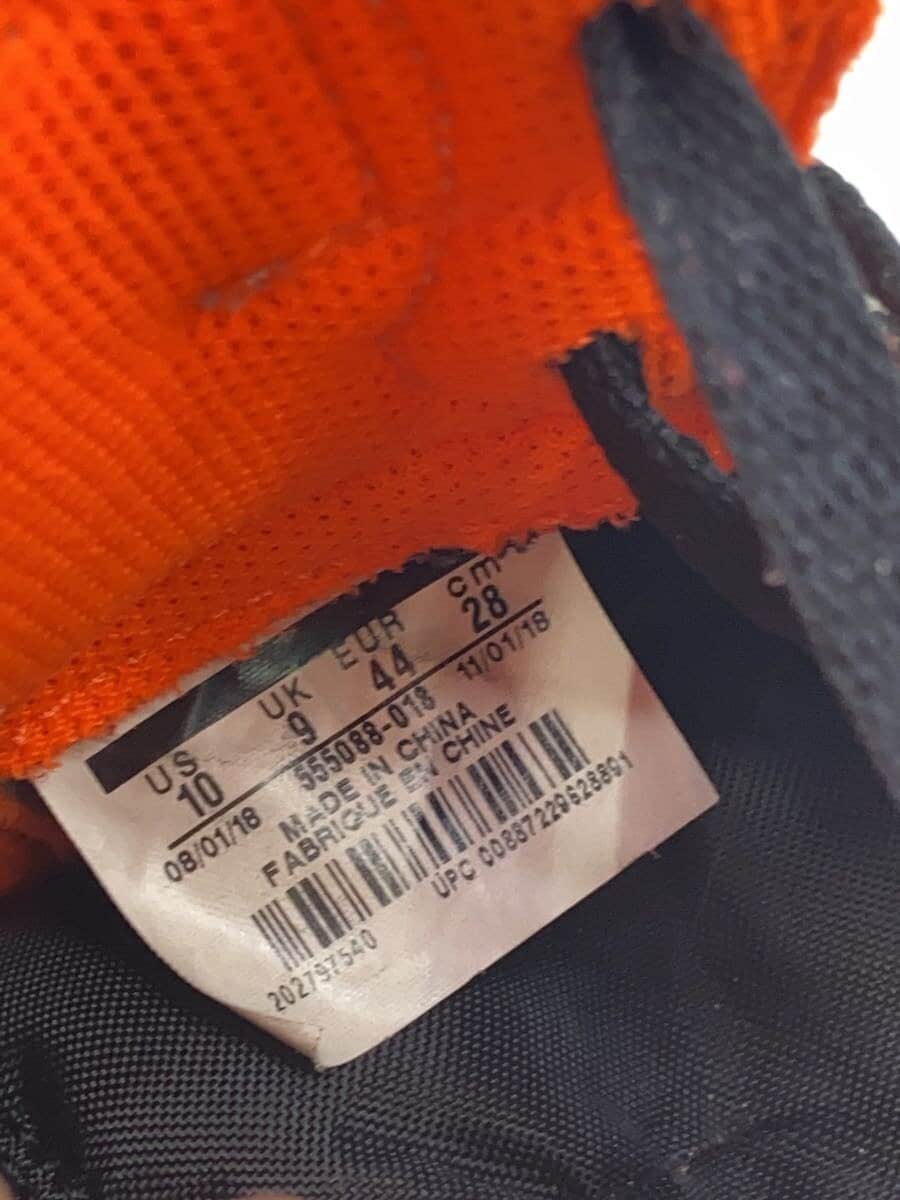 US UK EUR cm
10 9 44 28
08/01/18 555088-018 11/01/18
MADE IN CHINA
FABRIQUE EN CHINE
202797540
UPC